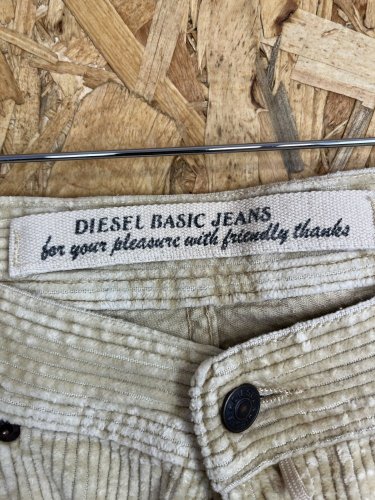 DIESEL BASIC JEANS
for your pleasure with friendly thanks